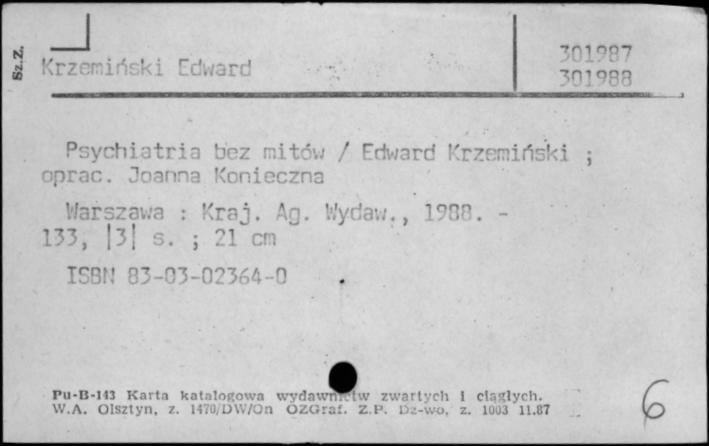 Sz.Z.
Krzemiński Edward
301987
301988
Psychiatria bez mitów / Edward Krzemiński ;
oprac. Joanna Konieczna
Warszawa : Kraj. Ag. Wydaw., 1988. -
133, |3| s. ; 21 cm
ISBN 83-03-02364-0
Pu-B-143 Karta katalogowa wydawnictw zwartych i ciągłych.
W.A. Olsztyn, z. 1470/DW/On OZGraf. Z.P. Dz-wo, z. 1003 11.87
6